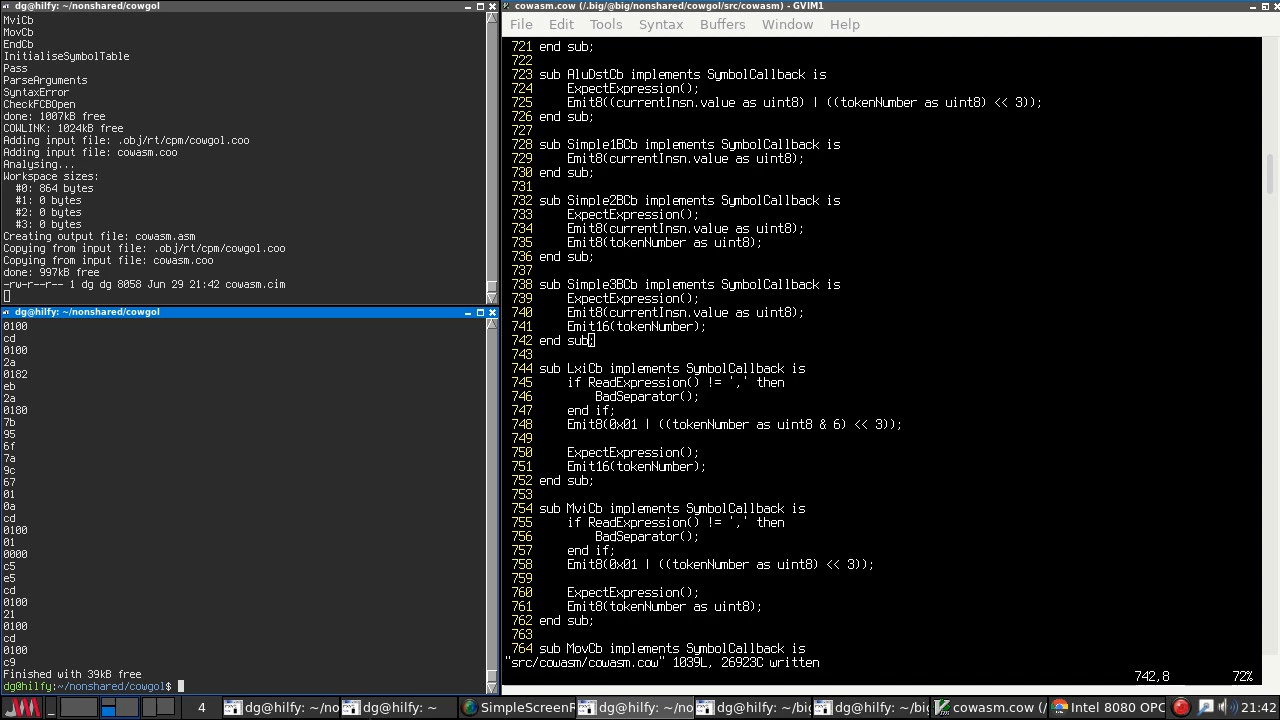 dg@hilfy: ~/nonshared/cowgol
MviCb
MovCb
EndCb
InitialiseSymbolTable
Pass
ParseArguments
SyntaxError
CheckFCBOpen
done: 1007kB free
COWLINK: 1024kB free
Adding input file: .obj/rt/cpm/cowgol.coo
Adding input file: cowasm.coo
Analysing...
Workspace sizes:
  #0: 864 bytes
  #1: 0 bytes
  #2: 0 bytes
  #3: 0 bytes
Creating output file: cowasm.asm
Copying from input file: .obj/rt/cpm/cowgol.coo
Copying from input file: cowasm.coo
done: 997kB free
-rw-r--r-- 1 dg dg 8058 Jun 29 21:42 cowasm.cim
dg@hilfy: ~/nonshared/cowgol
0100
cd
0100
2a
0182
eb
2a
0180
7b
95
6f
7a
9c
67
01
0a
cd
0100
01
0000
c5
e5
cd
0100
21
0100
cd
0100
c9
Finished with 39kB free
dg@hilfy:~/nonshared/cowgol$
cowasm.cow (/.big/@big/nonshared/cowgol/src/cowasm) - GVIM1
File Edit Tools Syntax Buffers Window Help
721 end sub;
722
723 sub AluDstCb implements SymbolCallback is
724     ExpectExpression();
725     Emit8((currentInsn.value as uint8) | ((tokenNumber as uint8) << 3));
726 end sub;
727
728 sub Simple1BCb implements SymbolCallback is
729     Emit8(currentInsn.value as uint8);
730 end sub;
731
732 sub Simple2BCb implements SymbolCallback is
733     ExpectExpression();
734     Emit8(currentInsn.value as uint8);
735     Emit8(tokenNumber as uint8);
736 end sub;
737
738 sub Simple3BCb implements SymbolCallback is
739     ExpectExpression();
740     Emit8(currentInsn.value as uint8);
741     Emit16(tokenNumber);
742 end sub;
743
744 sub LxiCb implements SymbolCallback is
745     if ReadExpression() != ',' then
746         BadSeparator();
747     end if;
748     Emit8(0x01 | ((tokenNumber as uint8 & 6) << 3));
749
750     ExpectExpression();
751     Emit16(tokenNumber);
752 end sub;
753
754 sub MviCb implements SymbolCallback is
755     if ReadExpression() != ',' then
756         BadSeparator();
757     end if;
758     Emit8(0x01 | ((tokenNumber as uint8) << 3));
759
760     ExpectExpression();
761     Emit8(tokenNumber as uint8);
762 end sub;
763
764 sub MovCb implements SymbolCallback is
"src/cowasm/cowasm.cow" 1039L, 26923C written
742,8 72%
4 dg@hilfy: ~/no dg@hilfy: ~ SimpleScreenR dg@hilfy: ~/no dg@hilfy: ~/big dg@hilfy: ~/big cowasm.cow (/ Intel 8080 OPC 21:42